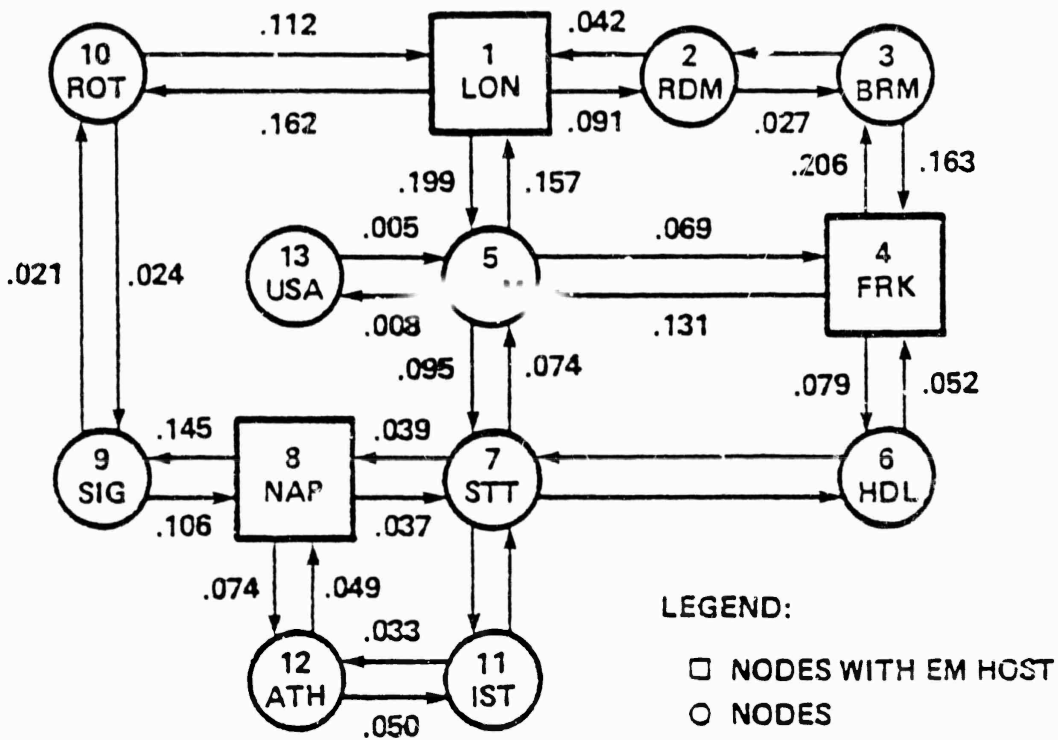 .112
.042
10
ROT
1
LON
2
RDM
3
BRM
.162
.091
.027
.199
.157
.206
.163
.005
.069
13
USA
5
4
FRK
.021
.024
.008
.131
.095
.074
.079
.052
.145
.039
9
SIG
8
NAP
7
STT
6
HDL
.106
.037
.074
.049
.033
12
ATH
11
IST
.050
LEGEND:
NODES WITH EM HOST
NODES